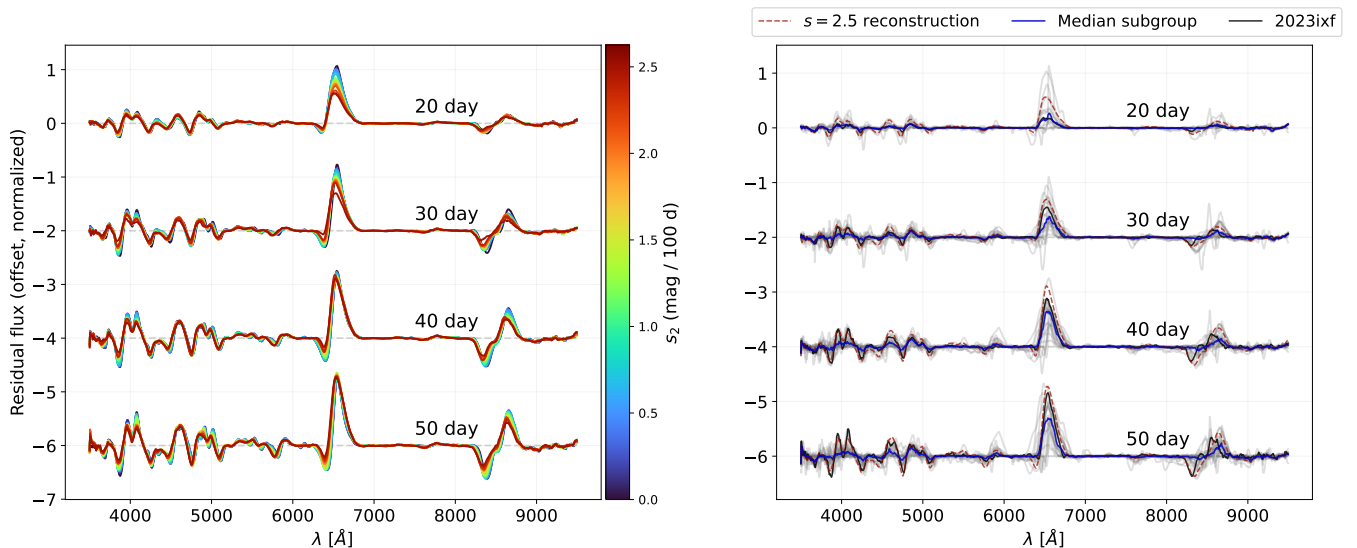 1
0
−1
−2
−3
−4
−5
−6
−7
Residual flux (offset, normalized)
20 day
30 day
40 day
50 day
4000 5000 6000 7000 8000 9000
λ [Å]
2.5
2.0
1.5
1.0
0.5
0.0
s₂ (mag / 100 d)
s = 2.5 reconstruction Median subgroup 2023ixf
1
0
−1
−2
−3
−4
−5
−6
20 day
30 day
40 day
50 day
4000 5000 6000 7000 8000 9000
λ [Å]